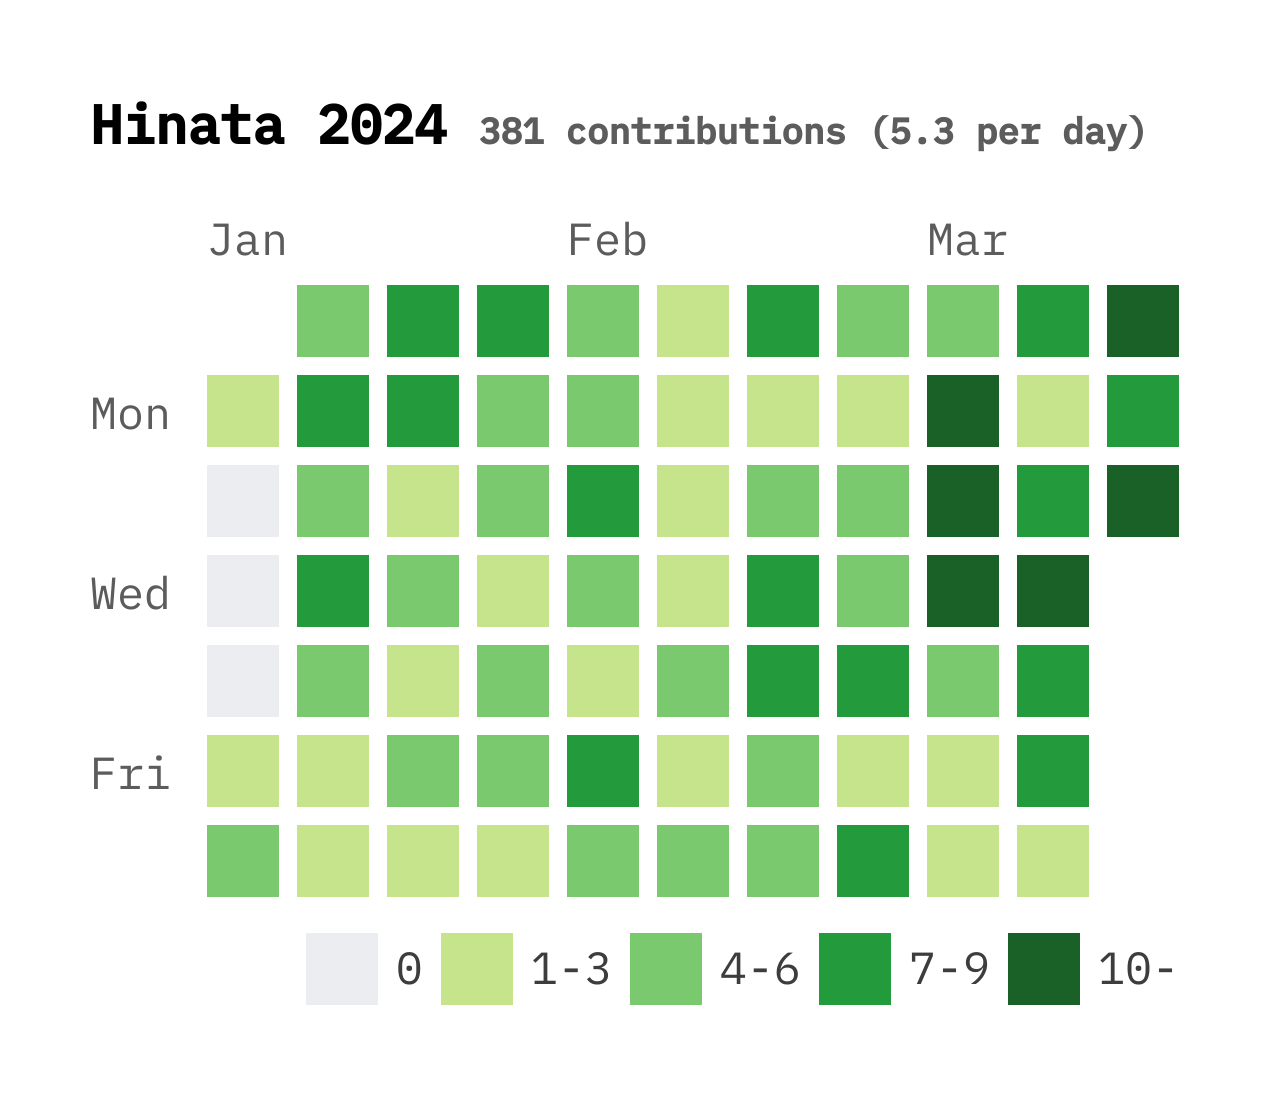 Hinata 2024 381 contributions (5.3 per day)
Jan Feb Mar
Mon
Wed
Fri
0 1-3 4-6 7-9 10-